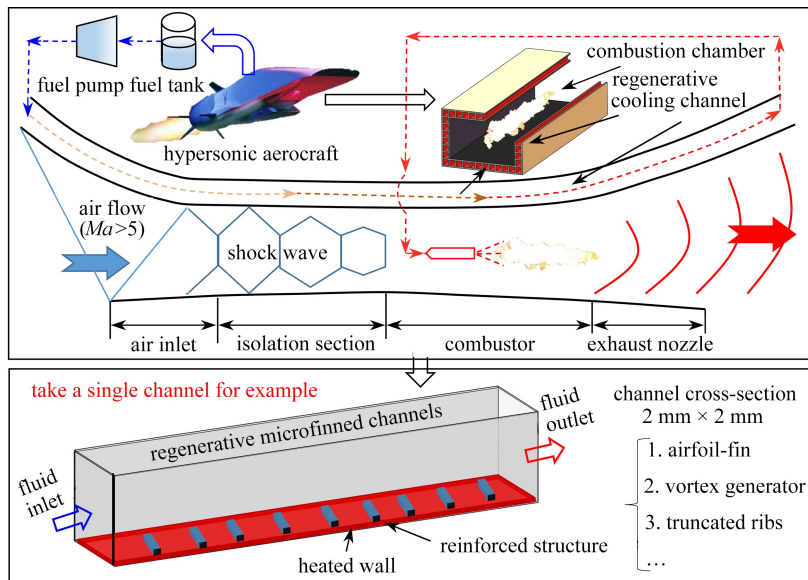 fuel pump fuel tank
hypersonic aerocraft
combustion chamber
regenerative
cooling channel
air flow
(Ma>5)
shock wave
air inlet
isolation section
combustor
exhaust nozzle
take a single channel for example
regenerative microfinned channels
fluid
inlet
fluid
outlet
heated wall
reinforced structure
channel cross-section
2 mm × 2 mm
1. airfoil-fin
2. vortex generator
3. truncated ribs
…